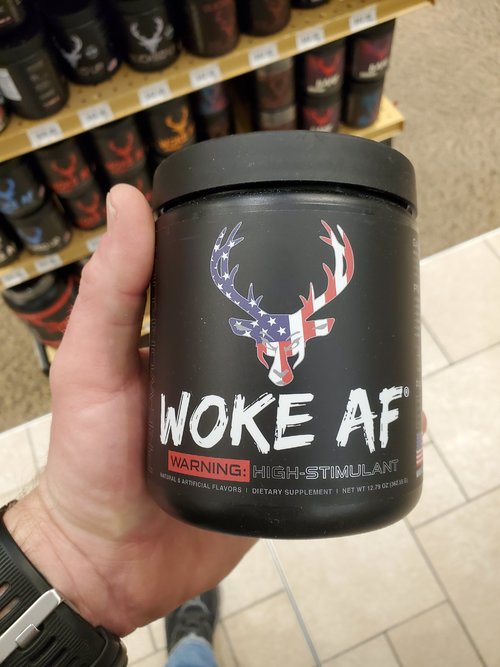 WOKE AF®
WARNING: HIGH-STIMULANT
NATURAL & ARTIFICIAL FLAVORS | DIETARY SUPPLEMENT | NET WT 12.79 OZ